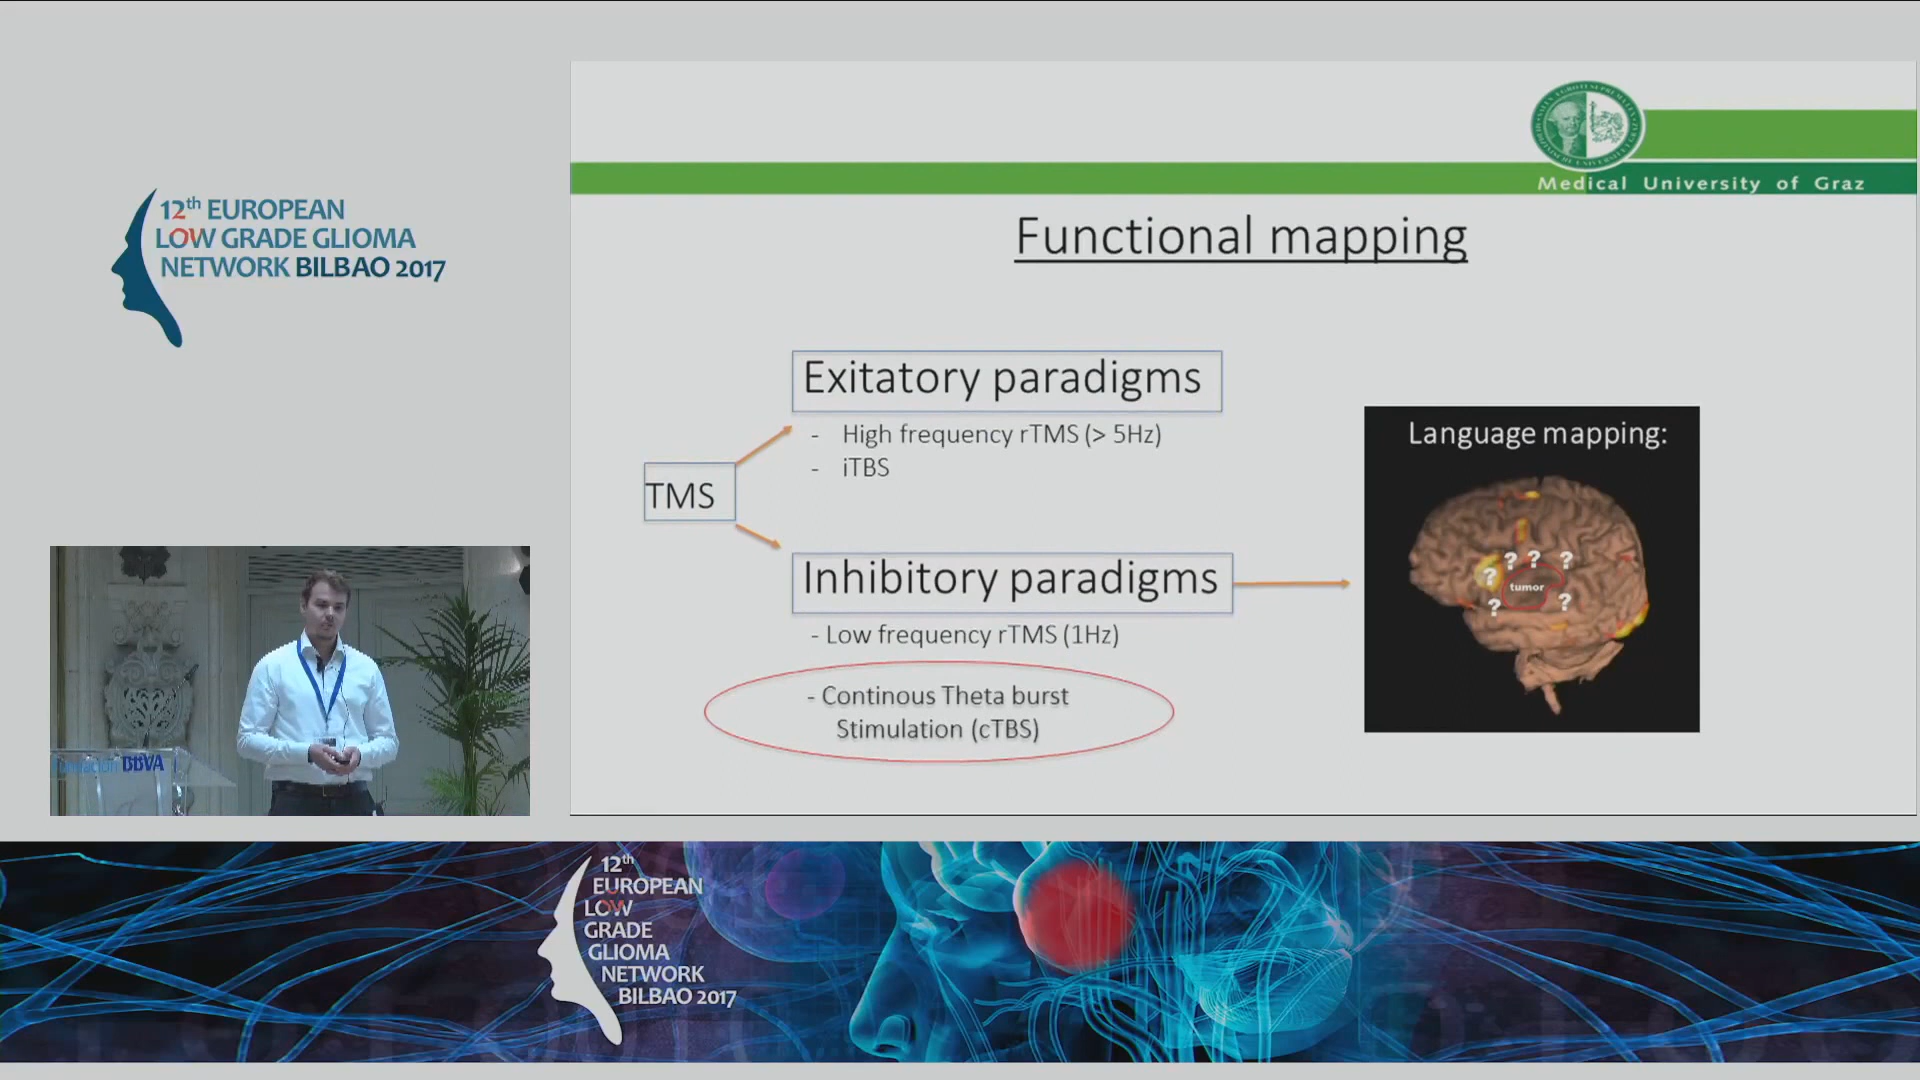 12th EUROPEAN
LOW GRADE GLIOMA
NETWORK BILBAO 2017
Medical University of Graz
Functional mapping
Exitatory paradigms
- High frequency rTMS (> 5Hz)
- iTBS
TMS
Inhibitory paradigms
- Low frequency rTMS (1Hz)
- Continous Theta burst
Stimulation (cTBS)
Language mapping:
? ? ?
? tumor
? ?
Fundación BBVA
12th
EUROPEAN
LOW
GRADE
GLIOMA
NETWORK
BILBAO 2017